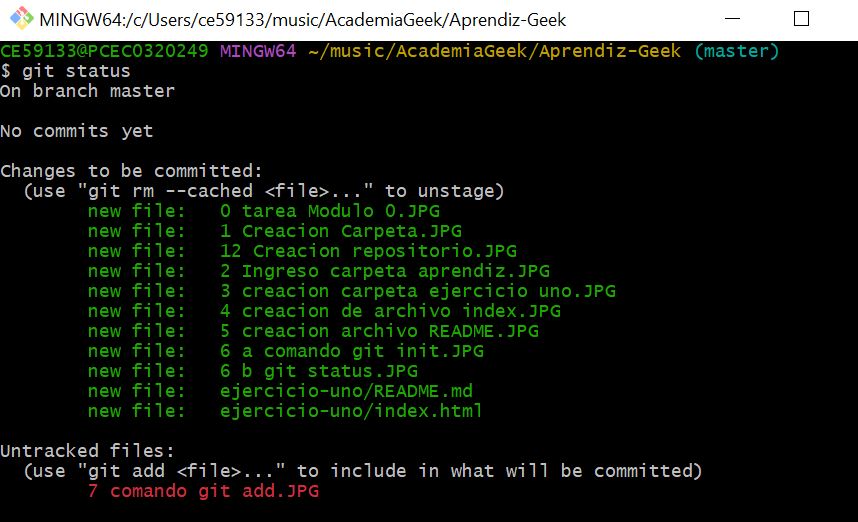 MINGW64:/c/Users/ce59133/music/AcademiaGeek/Aprendiz-Geek
CE59133@PCEC0320249 MINGW64 ~/music/AcademiaGeek/Aprendiz-Geek (master)
$ git status
On branch master
No commits yet
Changes to be committed:
(use "git rm --cached <file>..." to unstage)
new file: 0 tarea Modulo 0.JPG
new file: 1 Creacion Carpeta.JPG
new file: 12 Creacion repositorio.JPG
new file: 2 Ingreso carpeta aprendiz.JPG
new file: 3 creacion carpeta ejercicio uno.JPG
new file: 4 creacion de archivo index.JPG
new file: 5 creacion archivo README.JPG
new file: 6 a comando git init.JPG
new file: 6 b git status.JPG
new file: ejercicio-uno/README.md
new file: ejercicio-uno/index.html
Untracked files:
(use "git add <file>..." to include in what will be committed)
7 comando git add.JPG